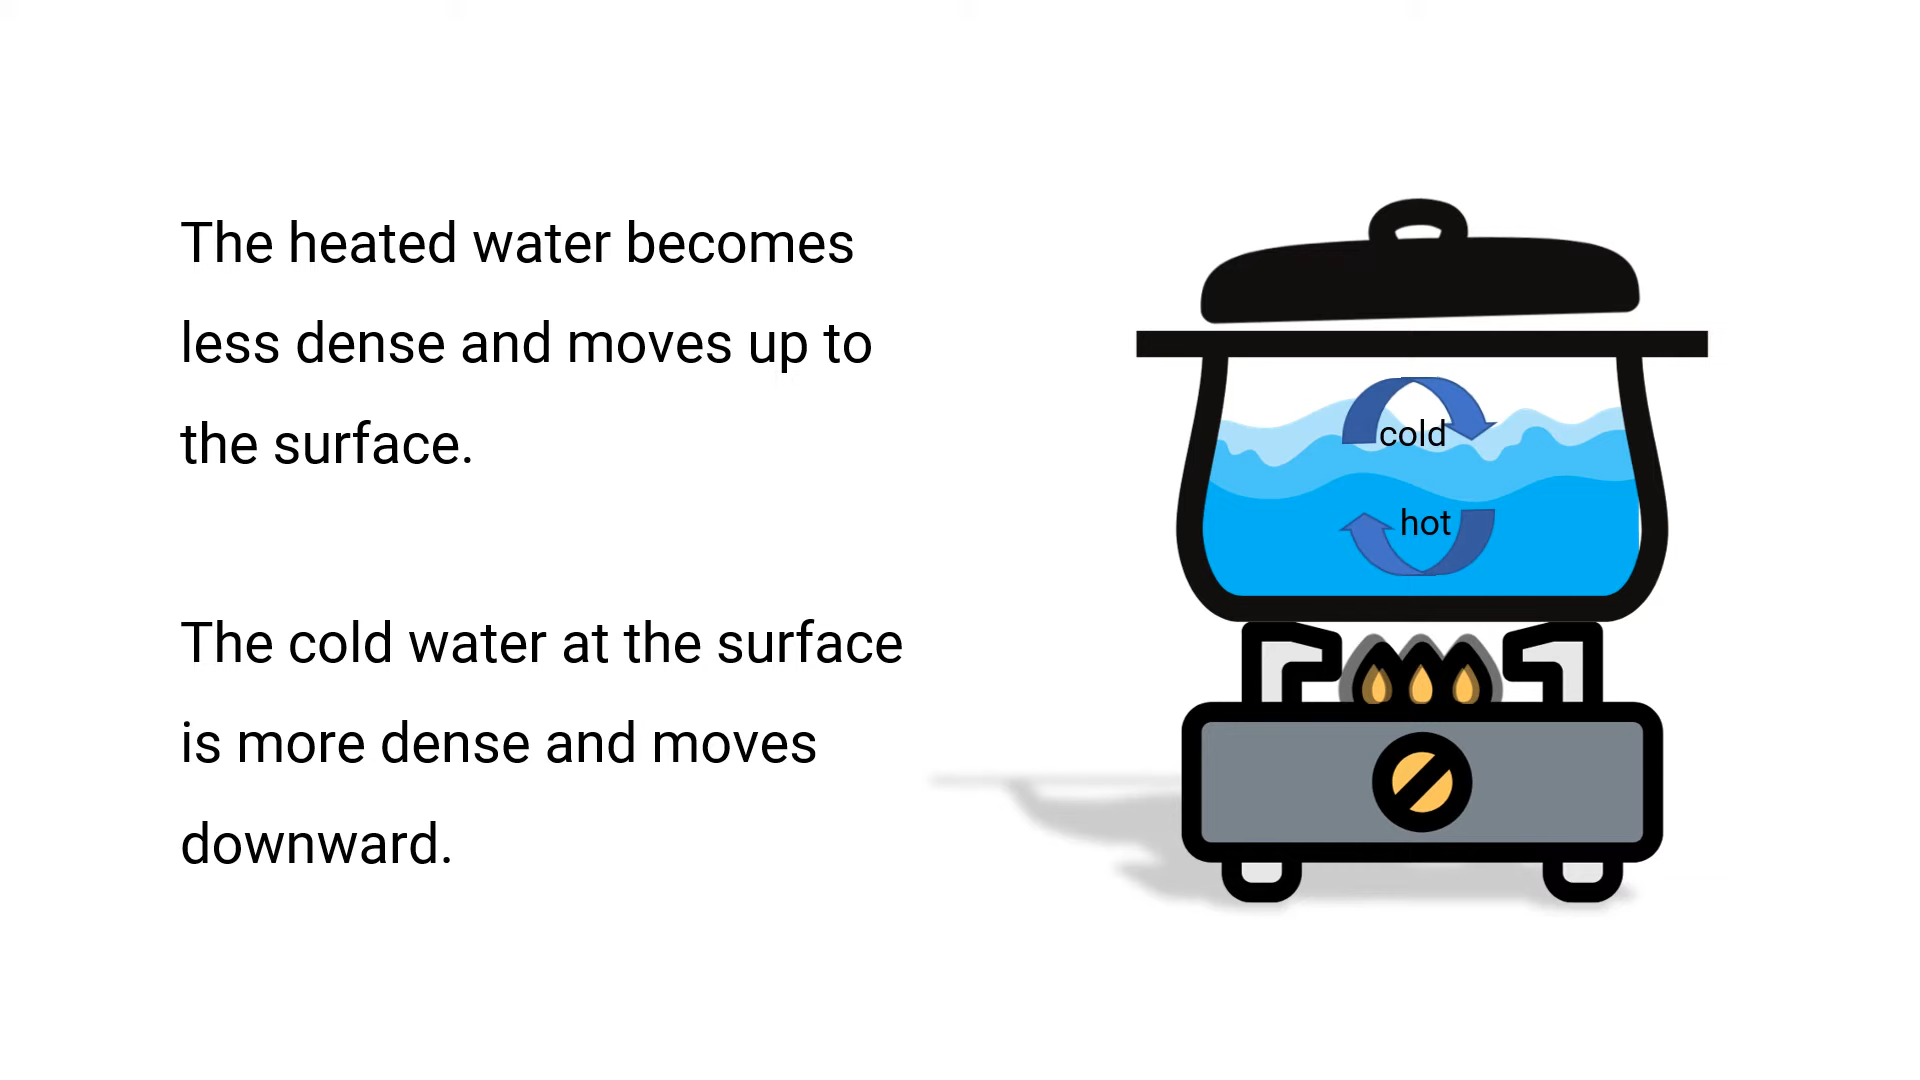 The heated water becomes
less dense and moves up to
the surface.
The cold water at the surface
is more dense and moves
downward.
cold
hot